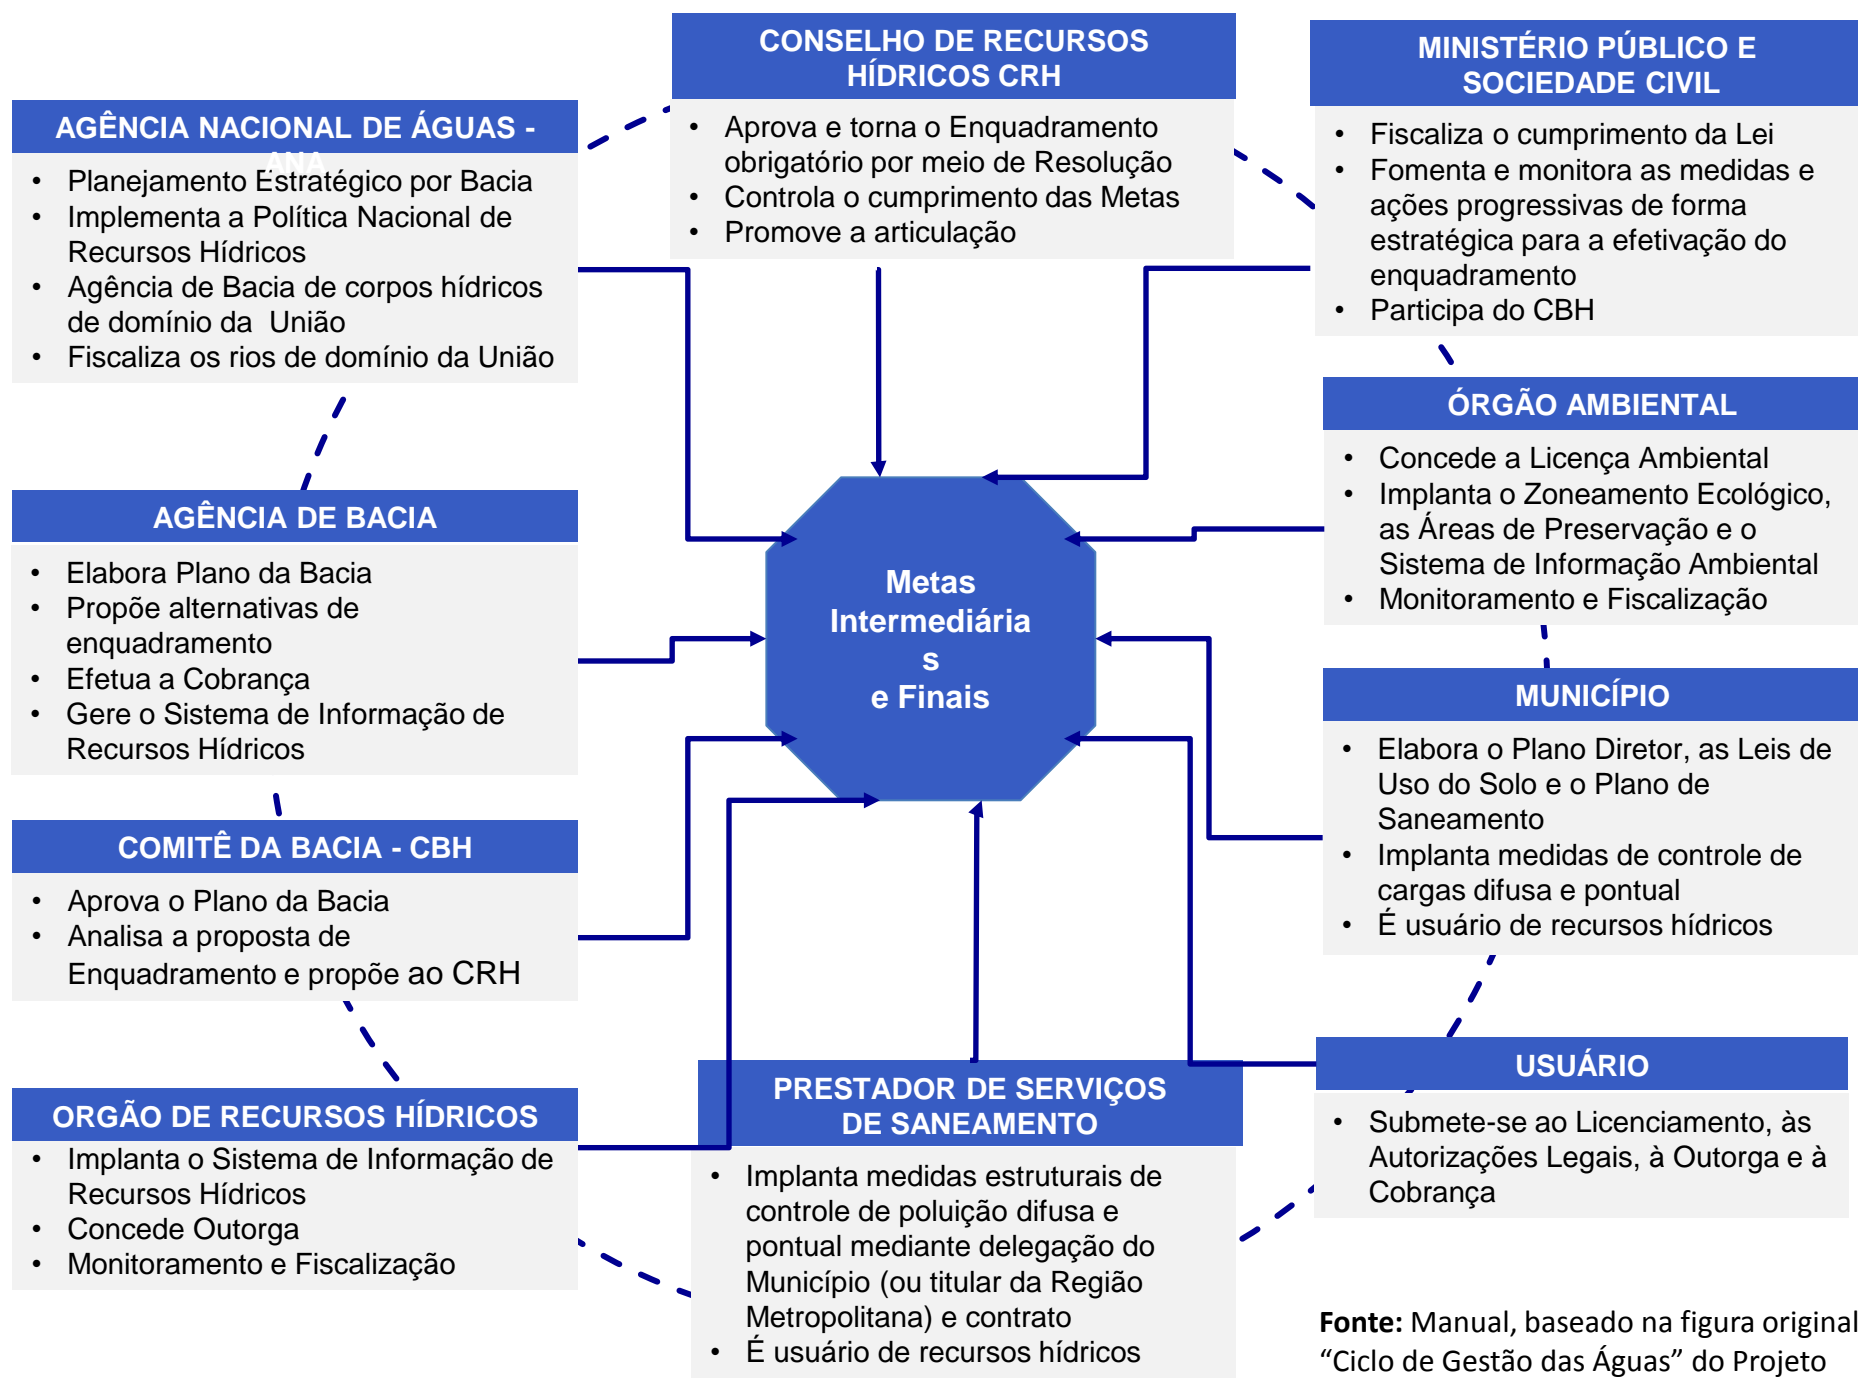 CONSELHO DE RECURSOS
HÍDRICOS CRH
• Aprova e torna o Enquadramento
obrigatório por meio de Resolução
• Controla o cumprimento das Metas
• Promove a articulação
MINISTÉRIO PÚBLICO E
SOCIEDADE CIVIL
• Fiscaliza o cumprimento da Lei
• Fomenta e monitora as medidas e
ações progressivas de forma
estratégica para a efetivação do
enquadramento
• Participa do CBH
AGÊNCIA NACIONAL DE ÁGUAS -
ANA
• Planejamento Estratégico por Bacia
• Implementa a Política Nacional de
Recursos Hídricos
• Agência de Bacia de corpos hídricos
de domínio da União
• Fiscaliza os rios de domínio da União
ÓRGÃO AMBIENTAL
• Concede a Licença Ambiental
• Implanta o Zoneamento Ecológico,
as Áreas de Preservação e o
Sistema de Informação Ambiental
• Monitoramento e Fiscalização
AGÊNCIA DE BACIA
• Elabora Plano da Bacia
• Propõe alternativas de
enquadramento
• Efetua a Cobrança
• Gere o Sistema de Informação de
Recursos Hídricos
Metas
Intermediária
s
e Finais
MUNICÍPIO
• Elabora o Plano Diretor, as Leis de
Uso do Solo e o Plano de
Saneamento
• Implanta medidas de controle de
cargas difusa e pontual
• É usuário de recursos hídricos
COMITÊ DA BACIA - CBH
• Aprova o Plano da Bacia
• Analisa a proposta de
Enquadramento e propõe ao CRH
ORGÃO DE RECURSOS HÍDRICOS
• Implanta o Sistema de Informação de
Recursos Hídricos
• Concede Outorga
• Monitoramento e Fiscalização
PRESTADOR DE SERVIÇOS
DE SANEAMENTO
• Implanta medidas estruturais de
controle de poluição difusa e
pontual mediante delegação do
Município (ou titular da Região
Metropolitana) e contrato
• É usuário de recursos hídricos
USUÁRIO
• Submete-se ao Licenciamento, às
Autorizações Legais, à Outorga e à
Cobrança
Fonte: Manual, baseado na figura original
“Ciclo de Gestão das Águas” do Projeto